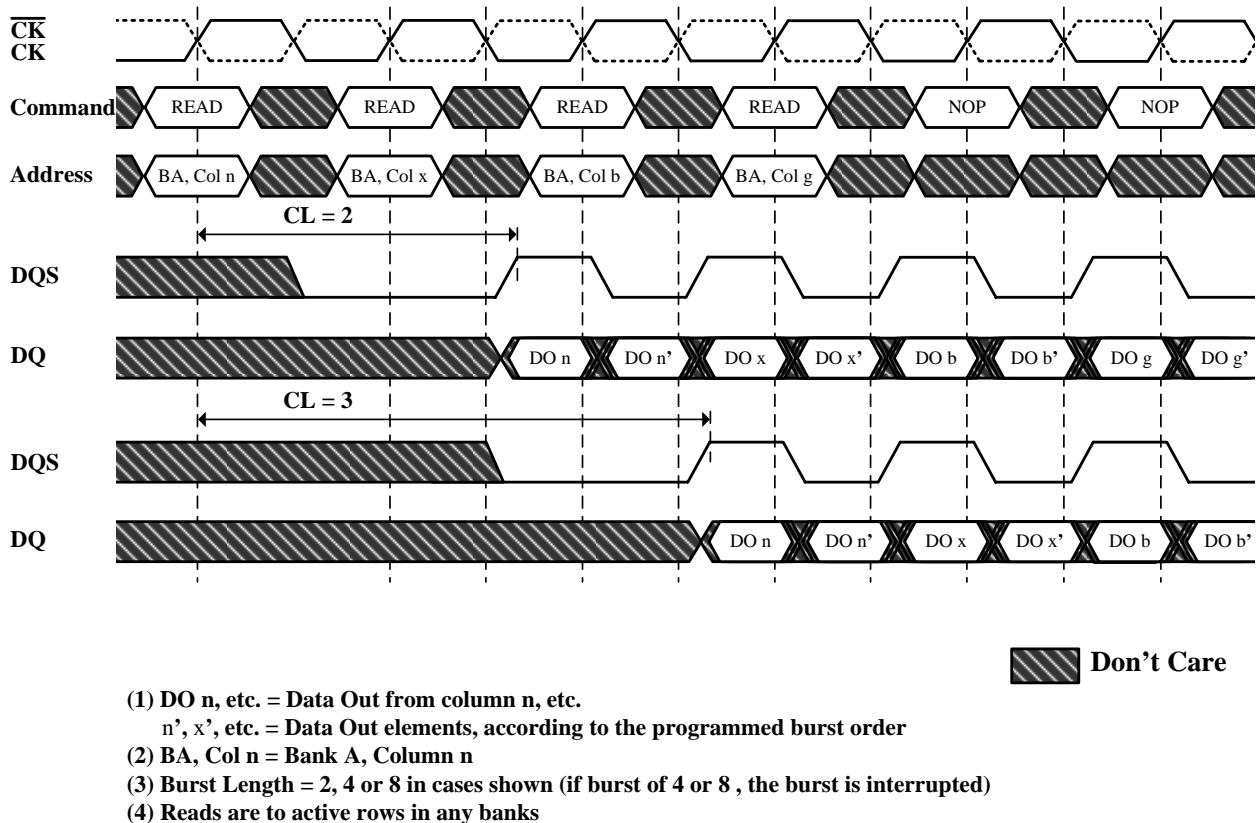 CK
CK
Command READ READ READ READ NOP NOP
Address BA, Col n BA, Col x BA, Col b BA, Col g
CL = 2
DQS
DQ DO n DO n’ DO x DO x’ DO b DO b’ DO g DO g’
CL = 3
DQS
DQ DO n DO n’ DO x DO x’ DO b DO b’
Don’t Care
(1) DO n, etc. = Data Out from column n, etc.
n’, x’, etc. = Data Out elements, according to the programmed burst order
(2) BA, Col n = Bank A, Column n
(3) Burst Length = 2, 4 or 8 in cases shown (if burst of 4 or 8 , the burst is interrupted)
(4) Reads are to active rows in any banks